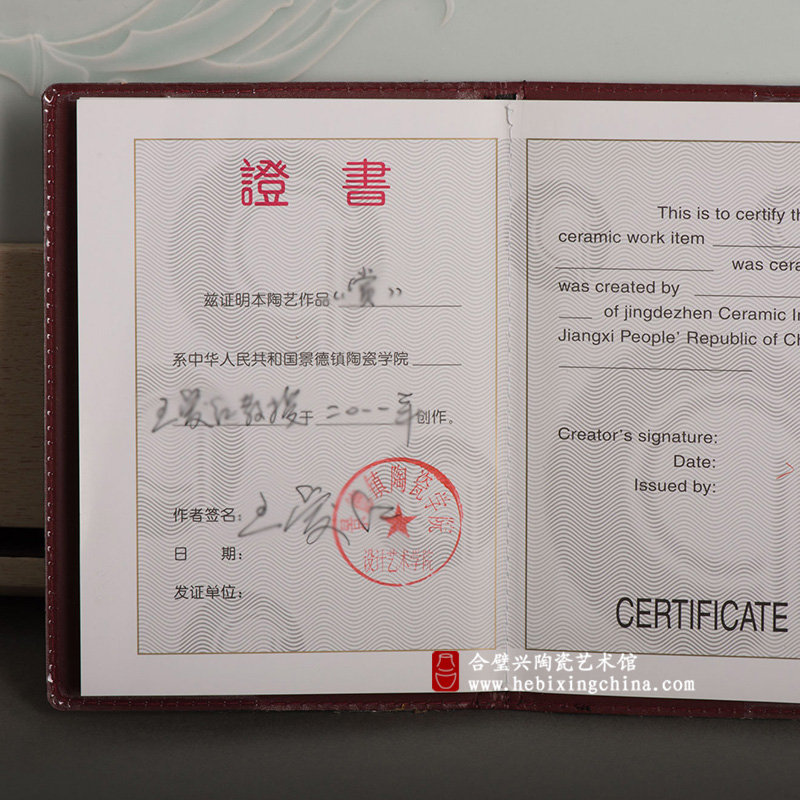 證 書
兹证明本陶艺作品“赏”
系中华人民共和国景德镇陶瓷学院
教授于二〇一一年创作。
作者签名:
日 期:
发证单位:
景德镇陶瓷学院
设计艺术学院
This is to certify th
ceramic work item
was cera
was created by
of jingdezhen Ceramic In
Jiangxi People' Republic of Ch
Creator's signature:
Date:
Issued by:
CERTIFICATE
合璧兴陶瓷艺术馆
www.hebixingchina.com